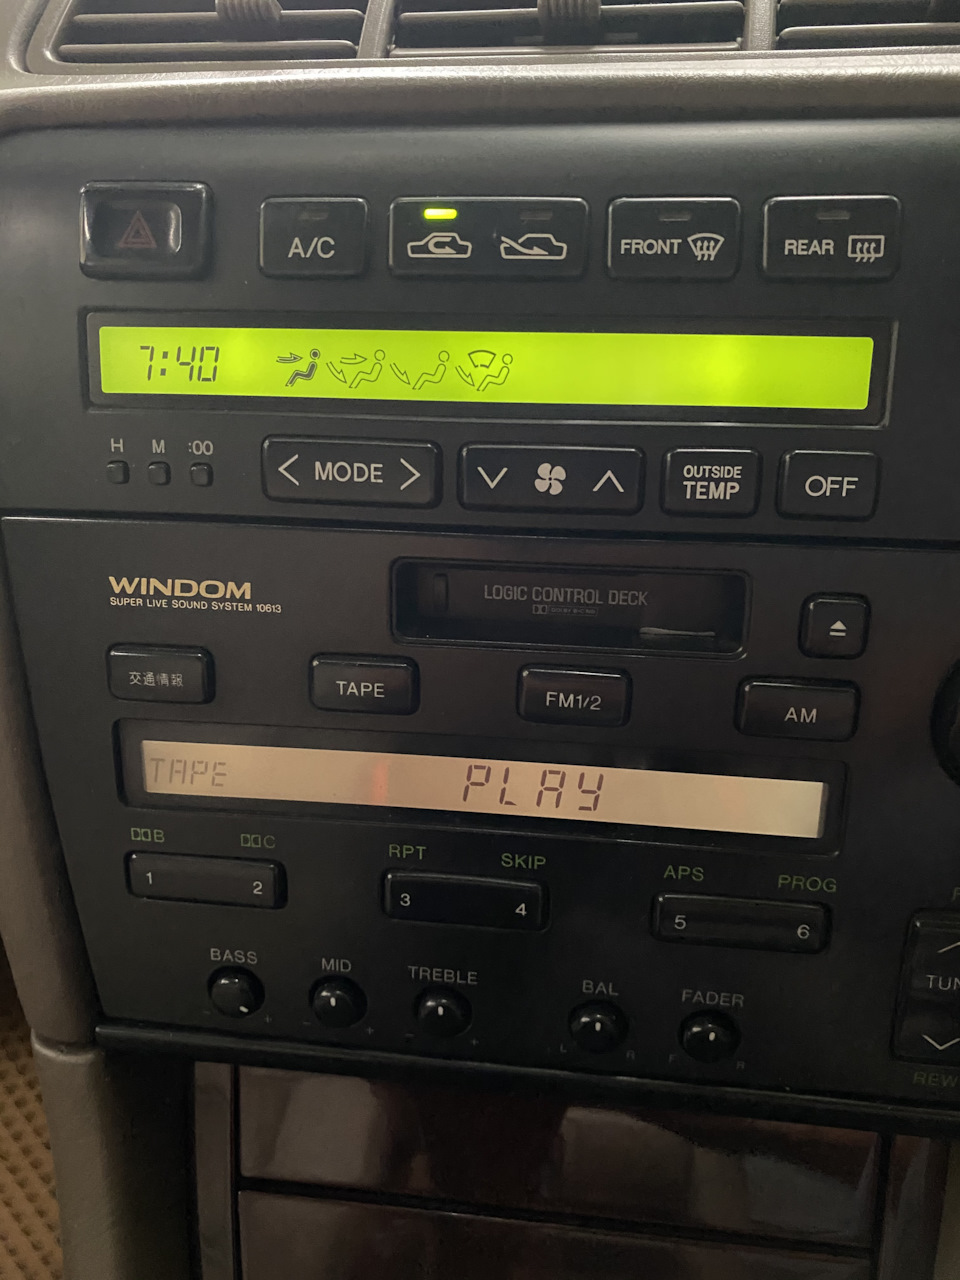 A/C
FRONT
REAR
7:40
H M :00
MODE
OUTSIDE
TEMP
OFF
WINDOM
SUPER LIVE SOUND SYSTEM 10613
LOGIC CONTROL DECK
交通情報
TAPE
FM1/2
AM
TAPE PLAY
B C
RPT SKIP
APS PROG
1 2
3 4
5 6
BASS
MID
TREBLE
BAL
FADER
- +
- +
- +
L R
F R
TUN
REW